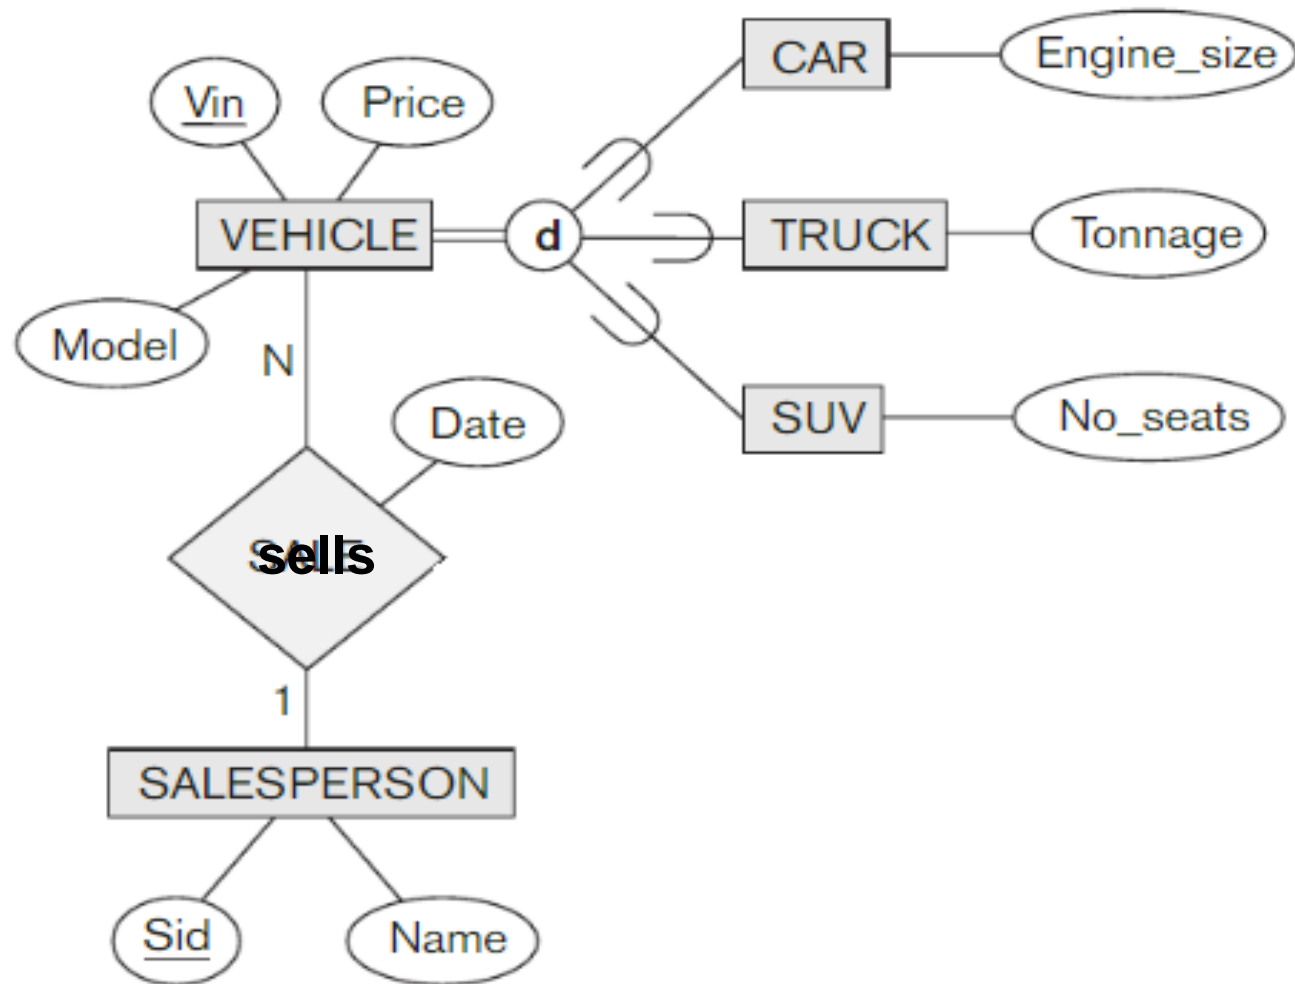 CAR
Engine_size
Vin
Price
VEHICLE
d
TRUCK
Tonnage
Model
N
Date
SUV
No_seats
sells
1
SALESPERSON
Sid
Name